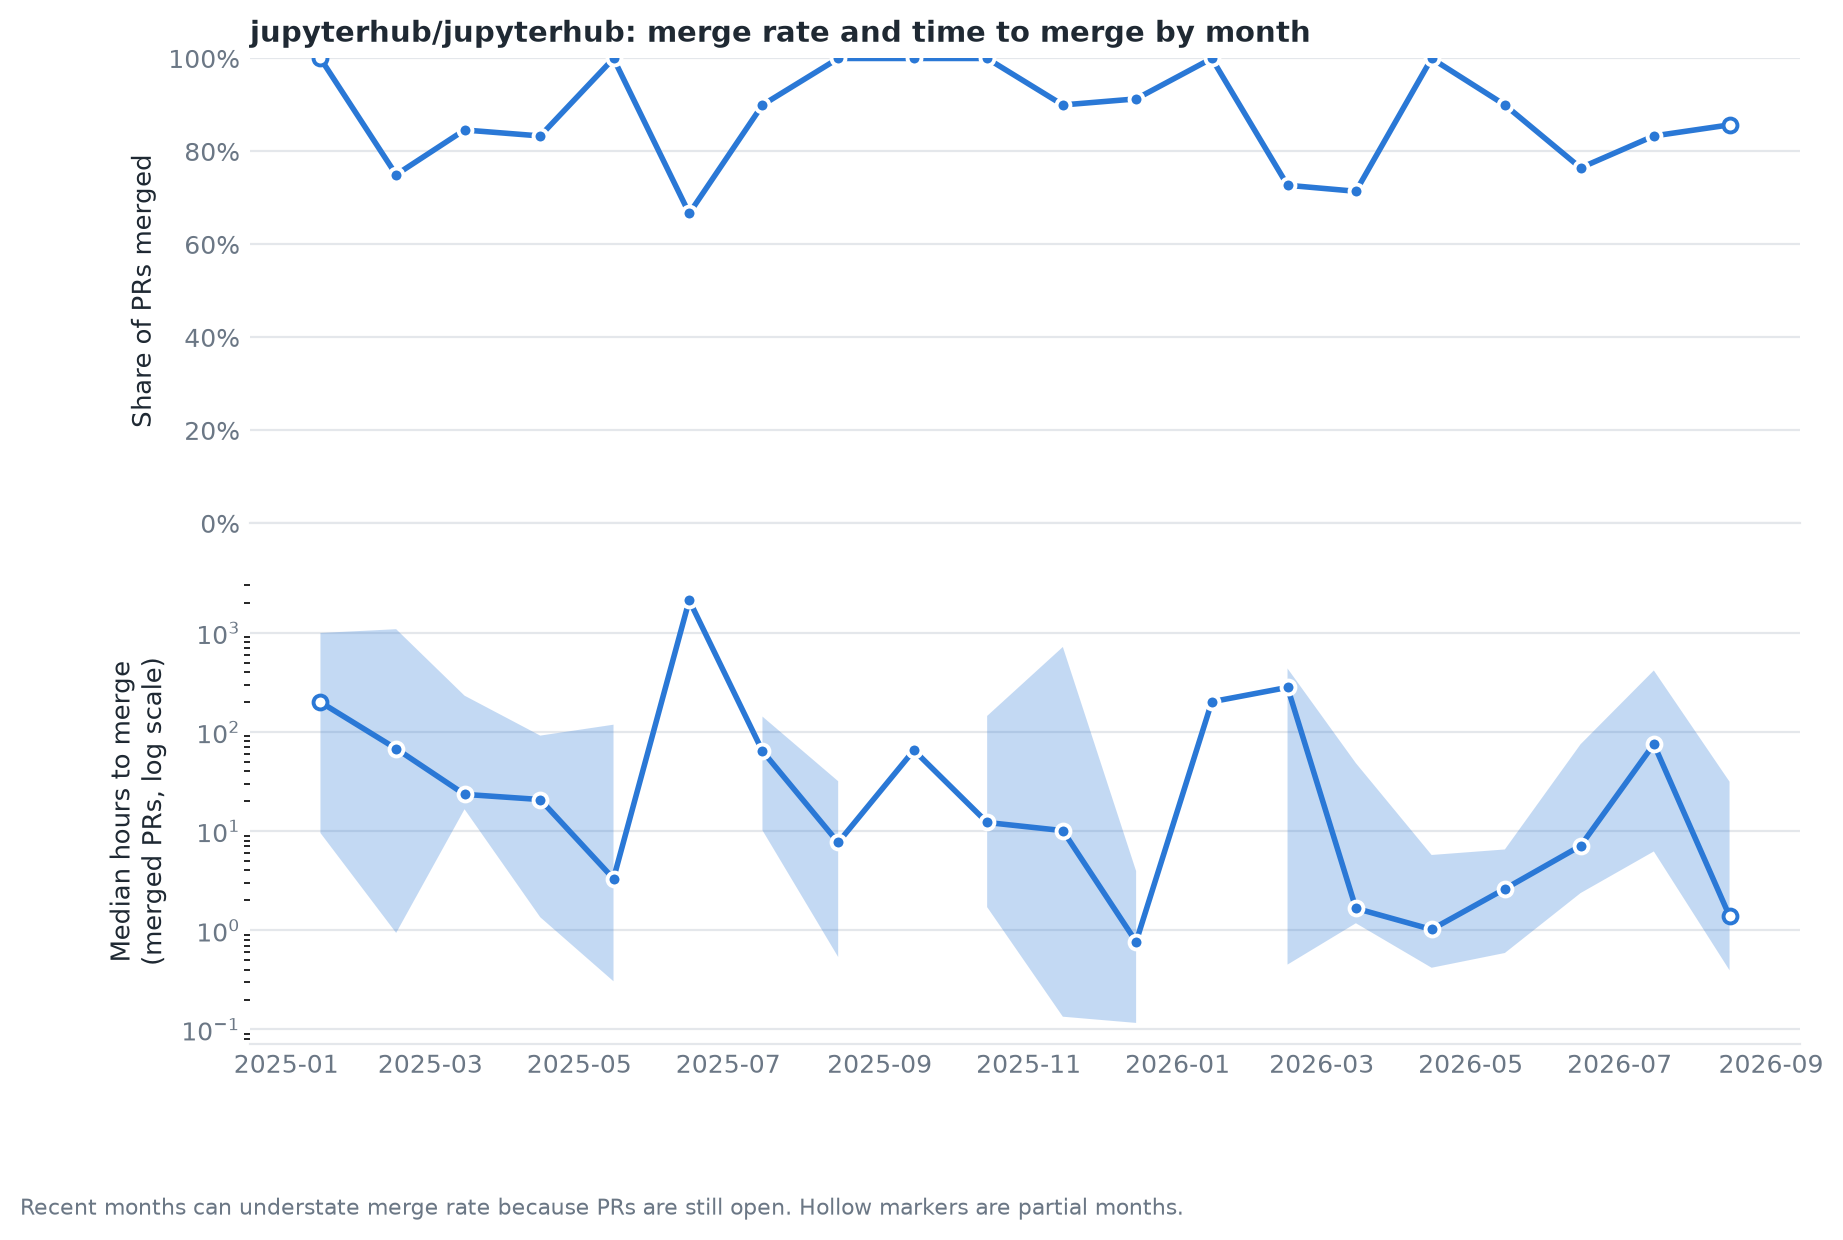 jupyterhub/jupyterhub: merge rate and time to merge by month
Share of PRs merged
100%
80%
60%
40%
20%
0%
Median hours to merge
(merged PRs, log scale)
10³
10²
10¹
10⁰
10⁻¹
2025-01 2025-03 2025-05 2025-07 2025-09 2025-11 2026-01 2026-03 2026-05 2026-07 2026-09
Recent months can understate merge rate because PRs are still open. Hollow markers are partial months.